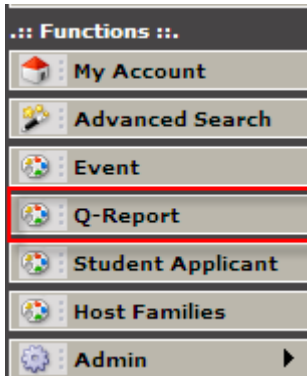 .:: Functions ::.
My Account
Advanced Search
Event
Q-Report
Student Applicant
Host Families
Admin